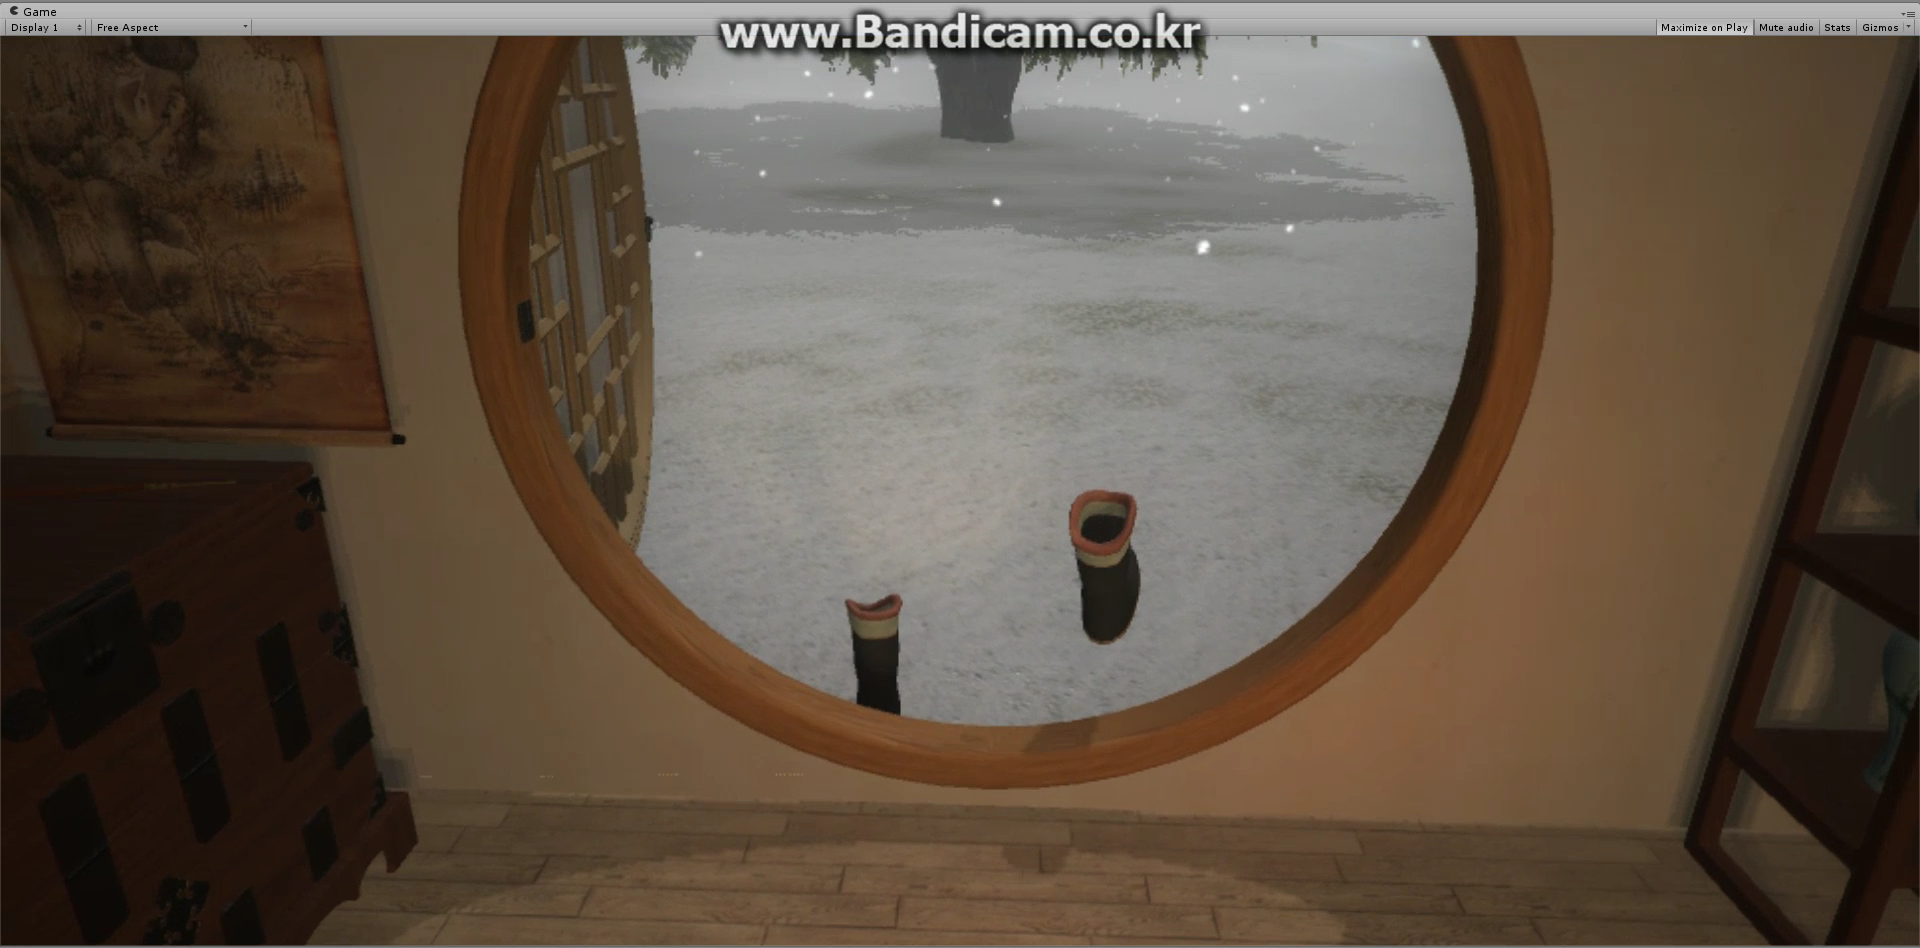 Game
Display 1 Free Aspect Maximize on Play Mute audio Stats Gizmos
www.Bandicam.co.kr